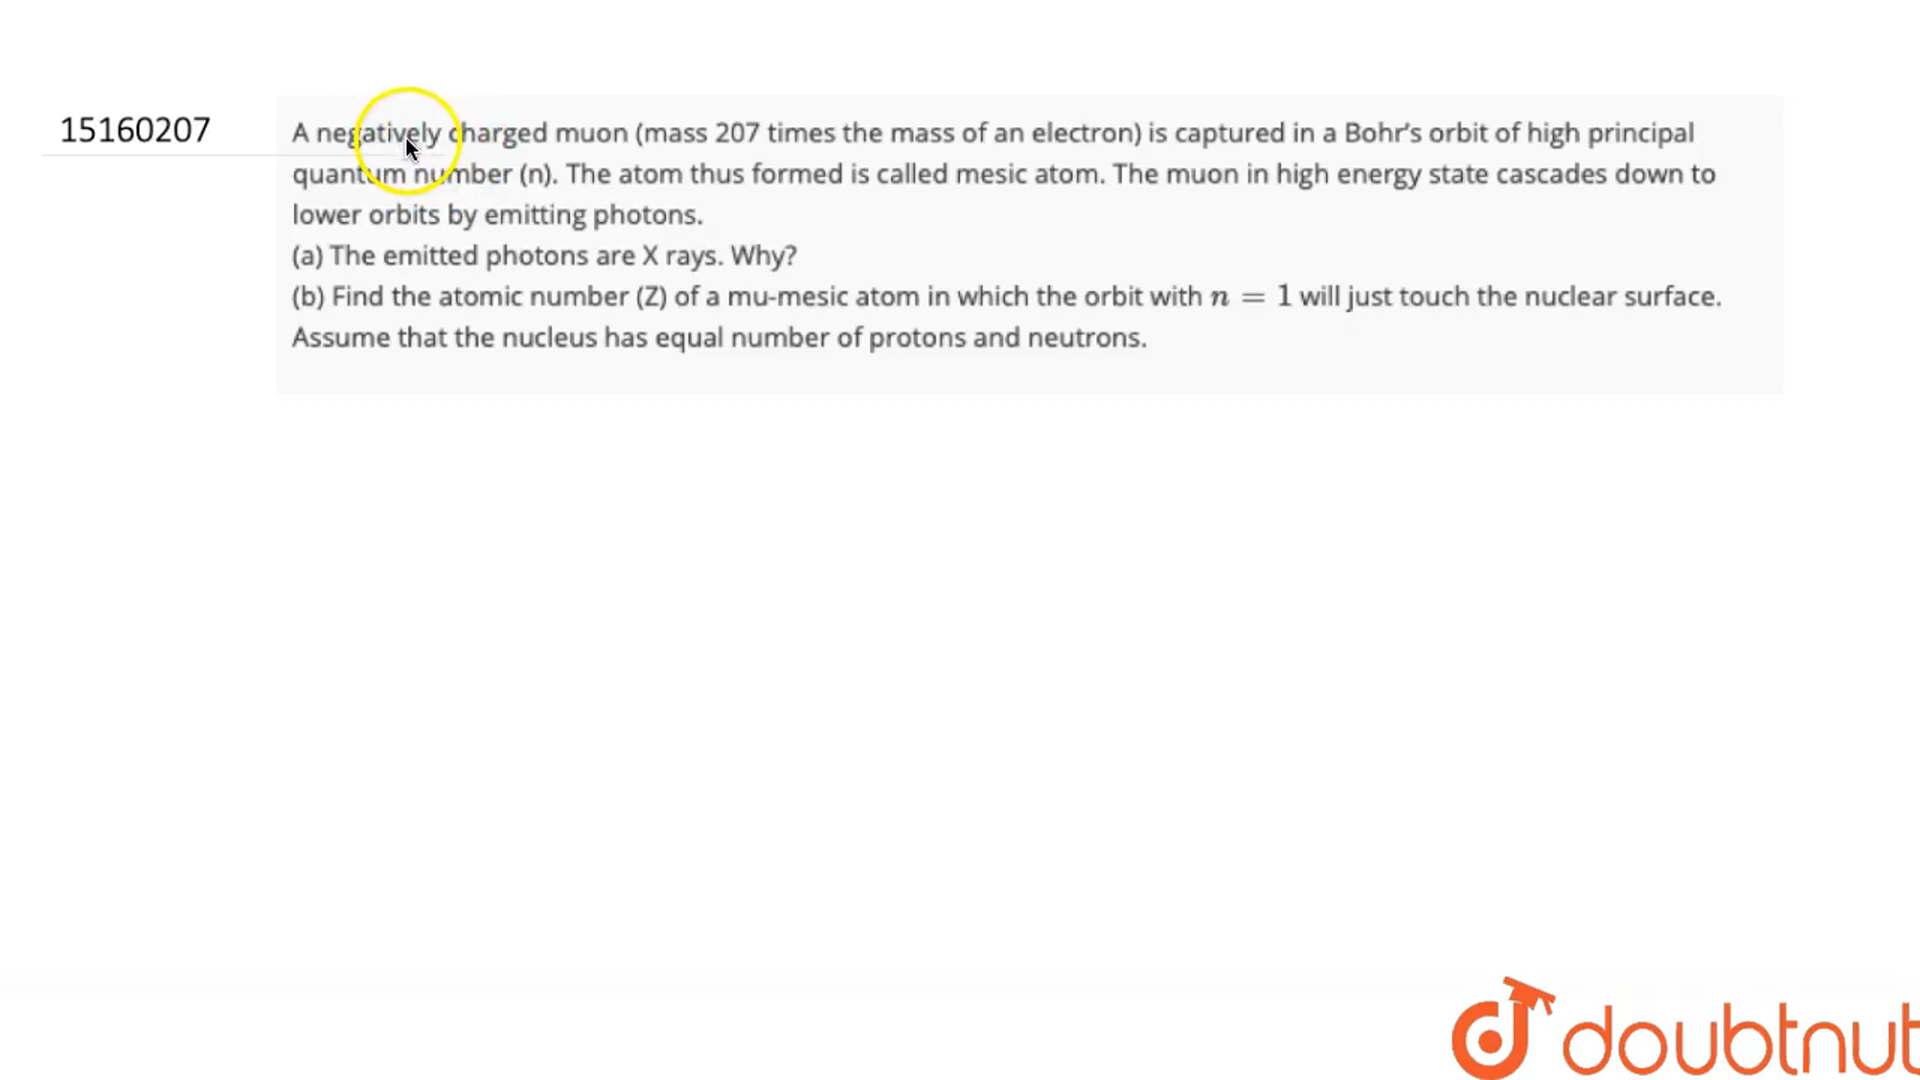 15160207
A negatively charged muon (mass 207 times the mass of an electron) is captured in a Bohr’s orbit of high principal
quantum number (n). The atom thus formed is called mesic atom. The muon in high energy state cascades down to
lower orbits by emitting photons.
(a) The emitted photons are X rays. Why?
(b) Find the atomic number (Z) of a mu-mesic atom in which the orbit with n = 1 will just touch the nuclear surface.
Assume that the nucleus has equal number of protons and neutrons.
doubtnut